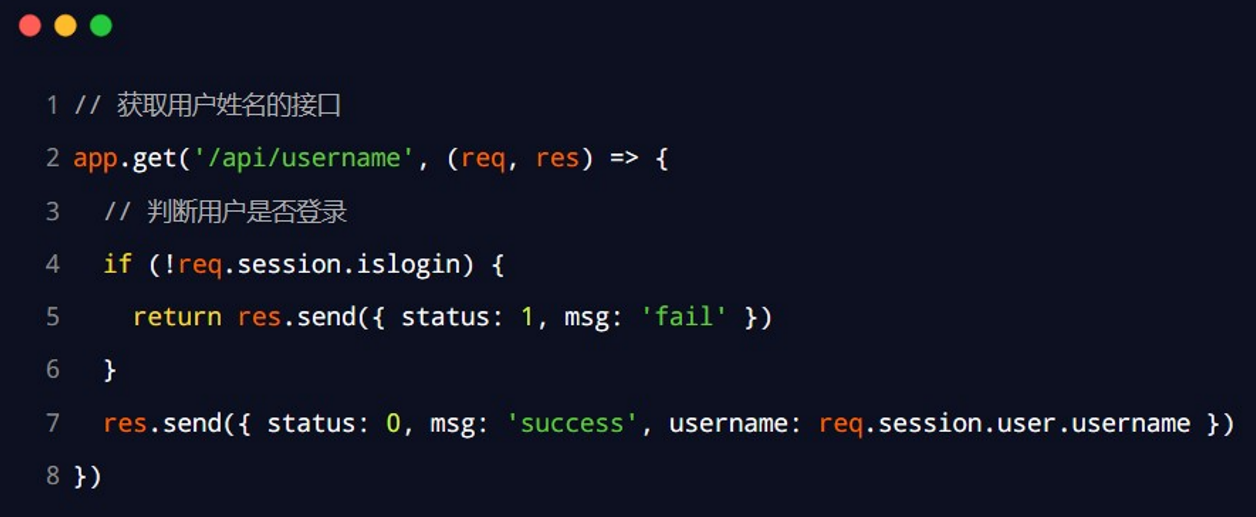 1 // 获取用户姓名的接口
2 app.get('/api/username', (req, res) => {
3   // 判断用户是否登录
4   if (!req.session.islogin) {
5     return res.send({ status: 1, msg: 'fail' })
6   }
7   res.send({ status: 0, msg: 'success', username: req.session.user.username })
8 })